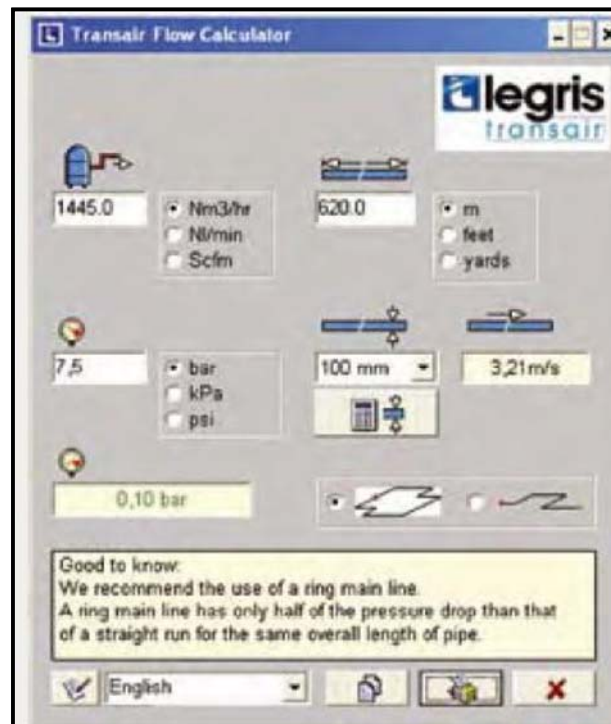 Transair Flow Calculator
legris
transair
1445.0
Nm3/hr
Nl/min
Scfm
620.0
m
feet
yards
7,5
bar
kPa
psi
100 mm
3,21m/s
0,10 bar
Good to know:
We recommend the use of a ring main line.
A ring main line has only half of the pressure drop than that
of a straight run for the same overall length of pipe.
English